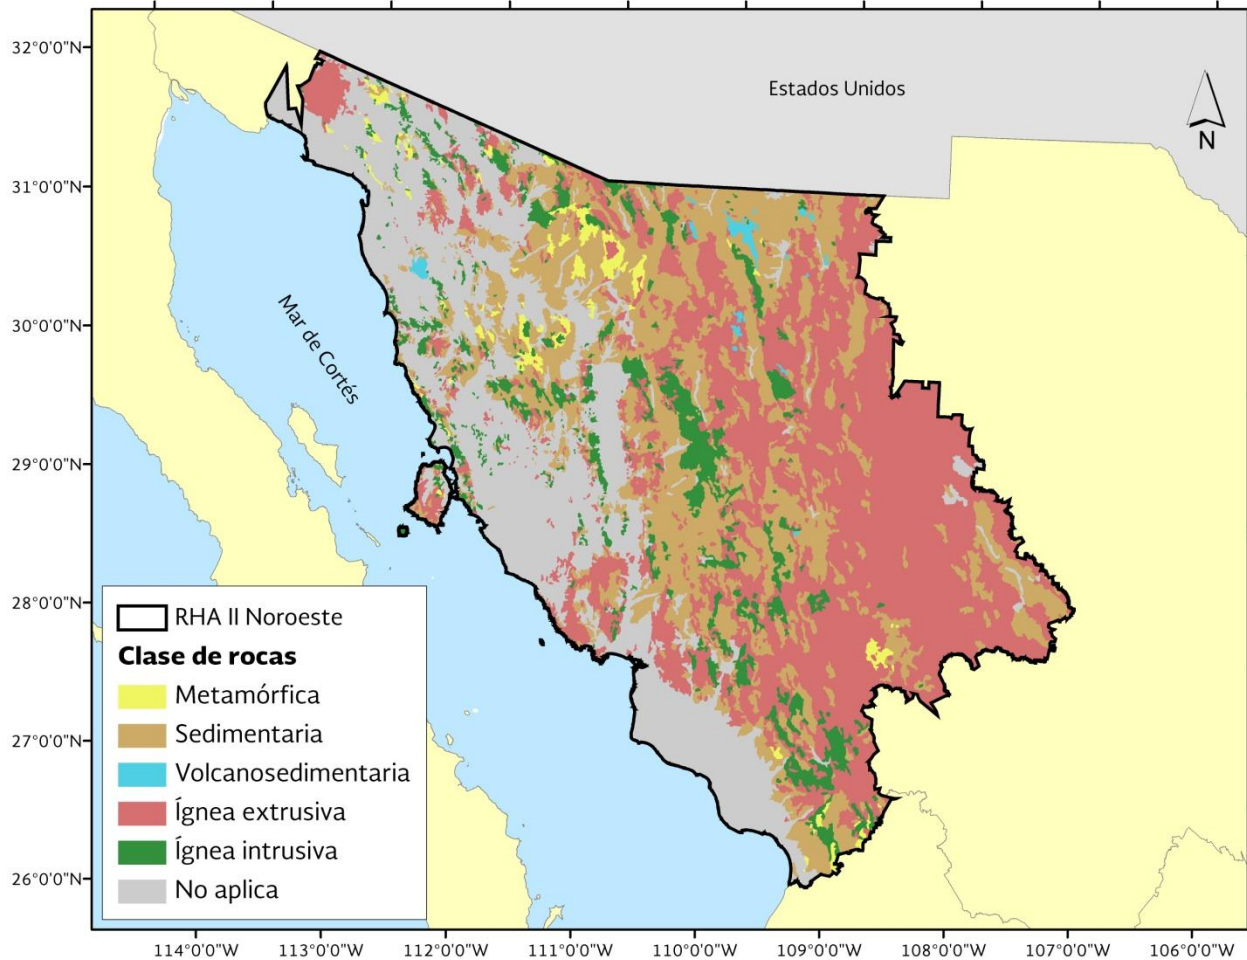 32°0'0"N
31°0'0"N
30°0'0"N
29°0'0"N
28°0'0"N
27°0'0"N
26°0'0"N
Estados Unidos
N
Mar de Cortés
RHA II Noroeste
Clase de rocas
Metamórfica
Sedimentaria
Volcanosedimentaria
Ígnea extrusiva
Ígnea intrusiva
No aplica
114°0'0"W 113°0'0"W 112°0'0"W 111°0'0"W 110°0'0"W 109°0'0"W 108°0'0"W 107°0'0"W 106°0'0"W